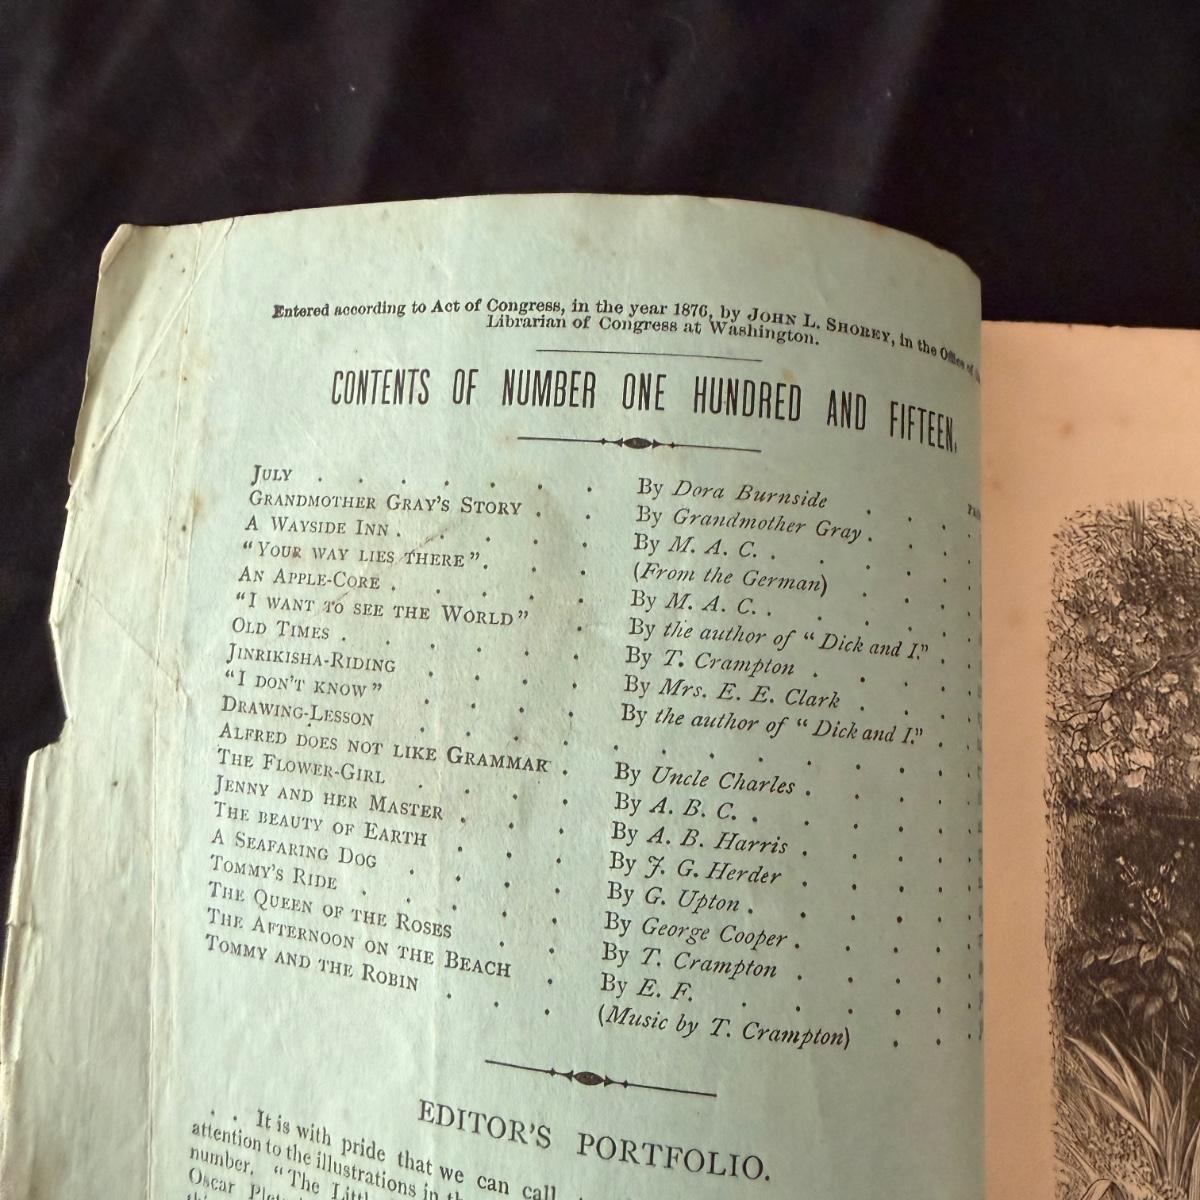 Entered according to Act of Congress, in the year 1876, by JOHN L. SHOREY, in the Office of
Librarian of Congress at Washington.
CONTENTS OF NUMBER ONE HUNDRED AND FIFTEEN.
JULY . . . . . . . By Dora Burnside . . .
GRANDMOTHER GRAY'S STORY . . By Grandmother Gray . . .
A WAYSIDE INN . . . . . By M. A. C. . . . .
"YOUR WAY LIES THERE" . . . (From the German) . . .
AN APPLE-CORE . . . . . By M. A. C. . . . .
"I WANT TO SEE THE WORLD" . By the author of "Dick and I." . .
OLD TIMES . . . . . By T. Crampton . . . .
JINRIKISHA-RIDING . . . . By Mrs. E. E. Clark . . .
"I DON'T KNOW" . . . . By the author of "Dick and I." . .
DRAWING-LESSON . . . . . . . . . .
ALFRED DOES NOT LIKE GRAMMAR . By Uncle Charles . . . .
THE FLOWER-GIRL . . . . By A. B. C. . . . .
JENNY AND HER MASTER . . . By A. B. Harris . . . .
THE BEAUTY OF EARTH . . . By J. G. Herder . . . .
A SEAFARING DOG . . . . By G. Upton . . . .
TOMMY'S RIDE . . . . . By George Cooper . . . .
THE QUEEN OF THE ROSES . . By T. Crampton . . . .
THE AFTERNOON ON THE BEACH . By E. F. . . . .
TOMMY AND THE ROBIN . . . (Music by T. Crampton) . .
EDITOR'S PORTFOLIO.
. . It is with pride that we can call
attention to the illustrations in
number. "The
Oscar